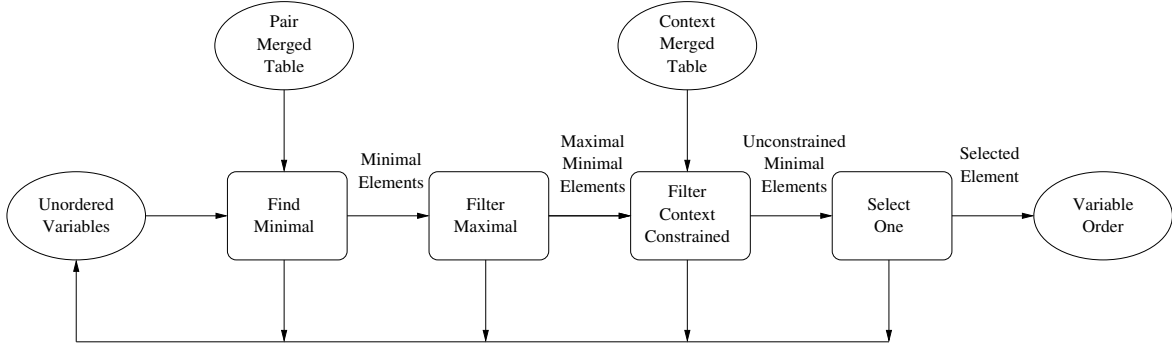 Pair
Merged
Table
Context
Merged
Table
Minimal
Elements
Maximal
Minimal
Elements
Unconstrained
Minimal
Elements
Selected
Element
Unordered
Variables
Find
Minimal
Filter
Maximal
Filter
Context
Constrained
Select
One
Variable
Order